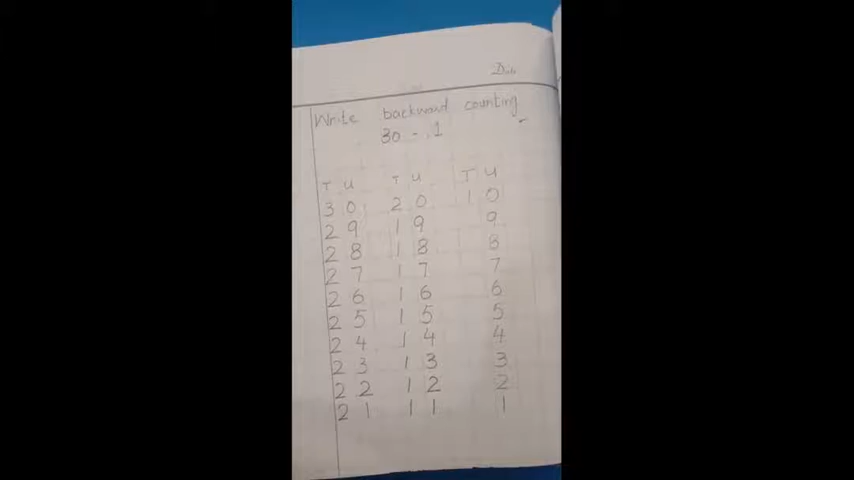 Date
Write backward counting
30 - 1
T U T U T U
3 0 2 0 1 0
2 9 1 9 9
2 8 1 8 8
2 7 1 7 7
2 6 1 6 6
2 5 1 5 5
2 4 1 4 4
2 3 1 3 3
2 2 1 2 2
2 1 1 1 1